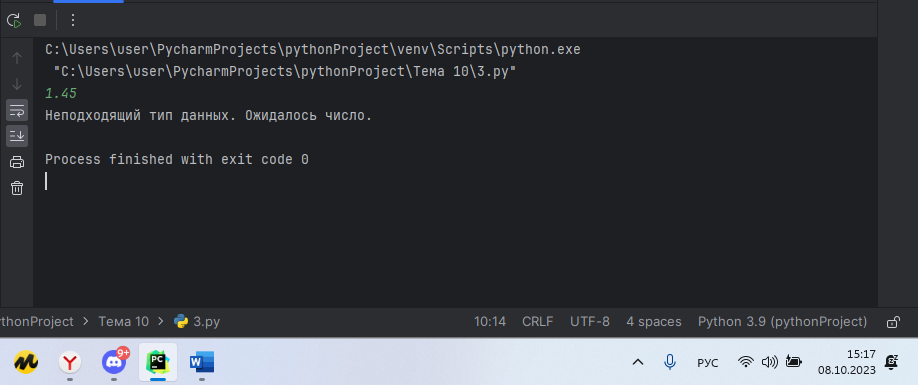 C:\Users\user\PycharmProjects\pythonProject\venv\Scripts\python.exe
"C:\Users\user\PycharmProjects\pythonProject\Тема 10\3.py"
1.45
Неподходящий тип данных. Ожидалось число.
Process finished with exit code 0
thonProject > Тема 10 > 3.py 10:14 CRLF UTF-8 4 spaces Python 3.9 (pythonProject)
Y 9+ PC W РУС 15:17
08.10.2023